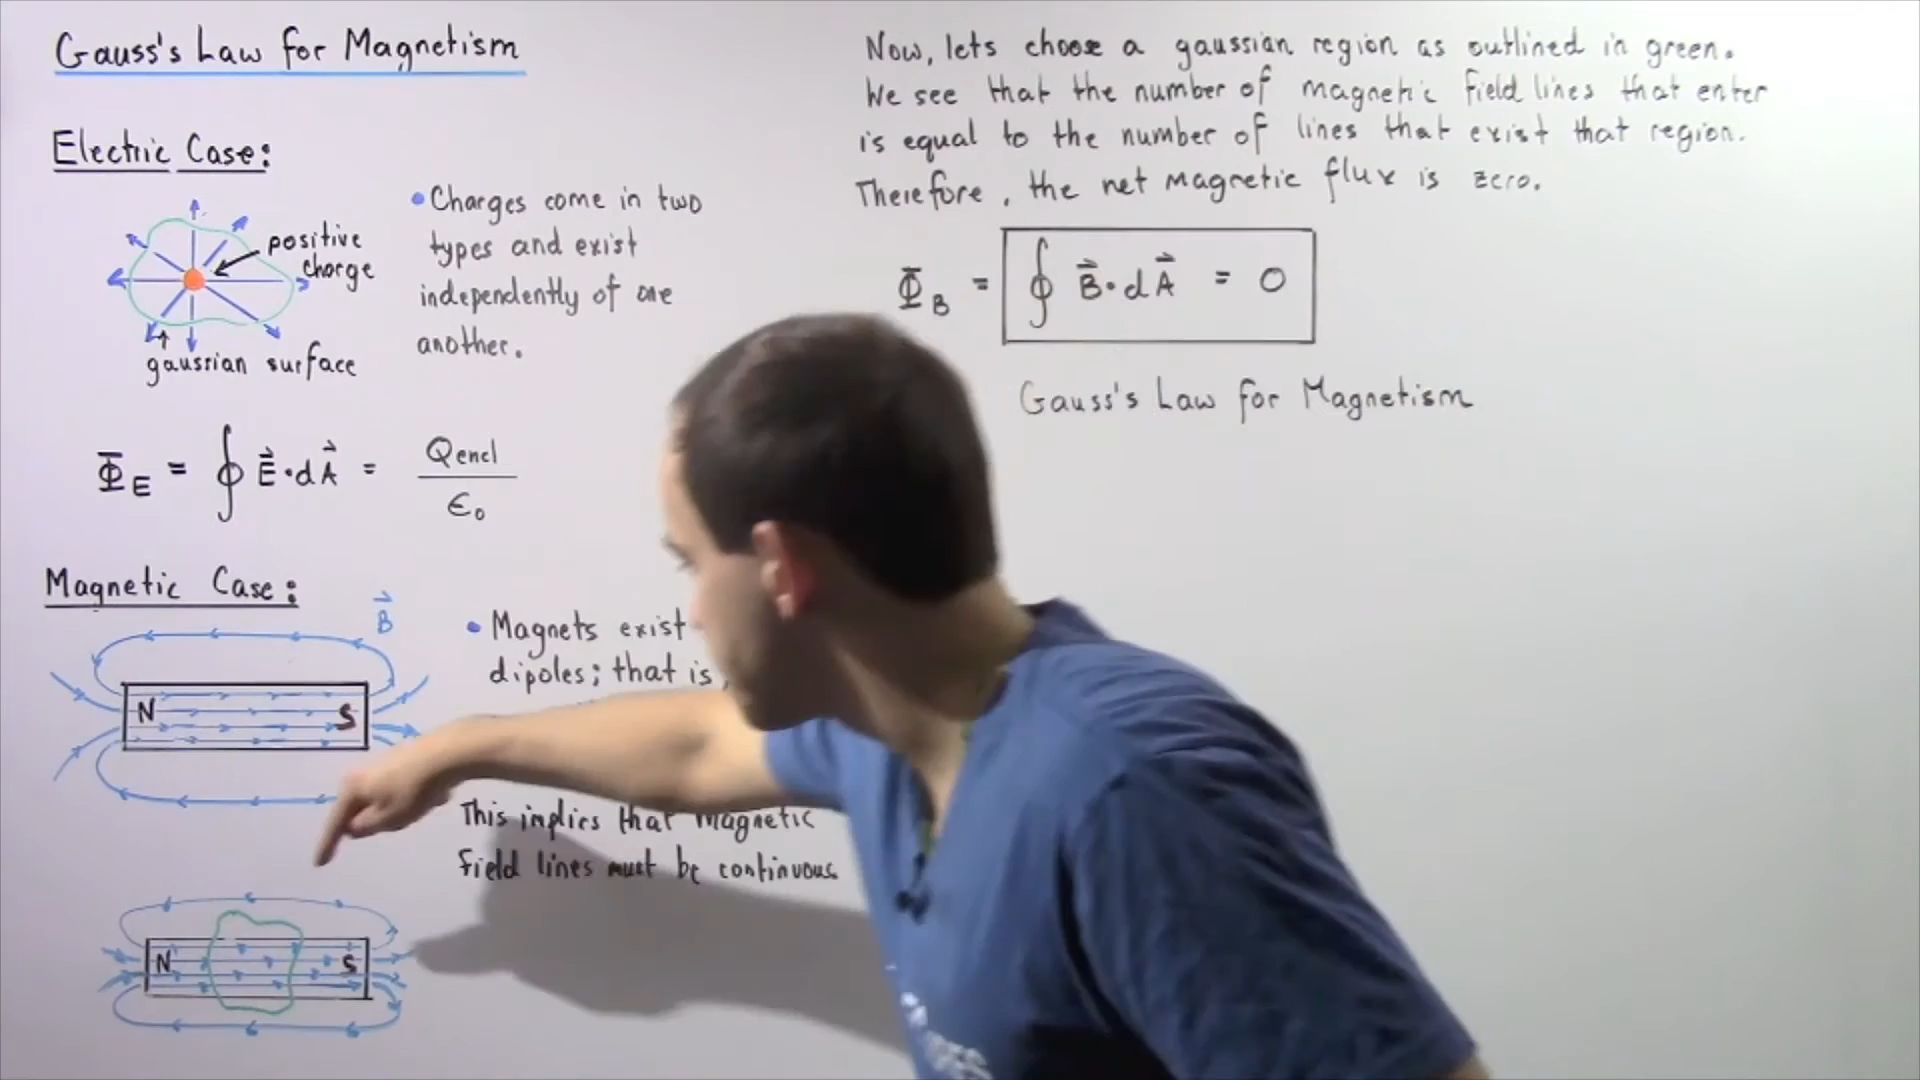 Gauss's Law for Magnetism
Electric Case:
positive
charge
gaussian surface
• Charges come in two
types and exist
independently of one
another.
Φ_E = ∮ E⃗·dA⃗ = Qencl / ϵ₀
Magnetic Case:
B⃗
N S
• Magnets exist
dipoles; that is,
This implies that magnetic
field lines must be continuous
N S
Now, lets choose a gaussian region as outlined in green.
We see that the number of magnetic field lines that enter
is equal to the number of lines that exist that region.
Therefore, the net magnetic flux is zero.
Φ_B = ∮ B⃗·dA⃗ = 0
Gauss's Law for Magnetism